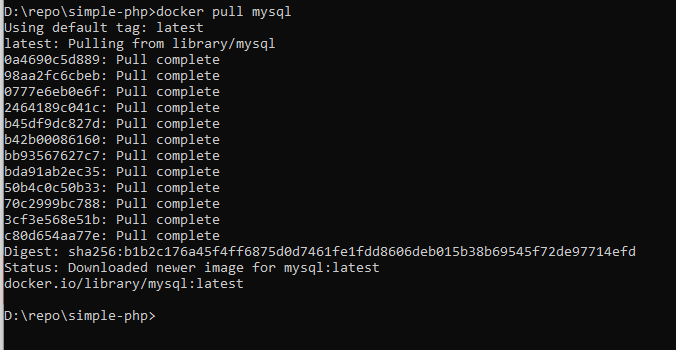 D:\repo\simple-php>docker pull mysql
Using default tag: latest
latest: Pulling from library/mysql
0a4690c5d889: Pull complete
98aa2fc6cbeb: Pull complete
0777e6eb0e6f: Pull complete
2464189c041c: Pull complete
b45df9dc827d: Pull complete
b42b00086160: Pull complete
bb93567627c7: Pull complete
bda91ab2ec35: Pull complete
50b4c0c50b33: Pull complete
70c2999bc788: Pull complete
3cf3e568e51b: Pull complete
c80d654aa77e: Pull complete
Digest: sha256:b1b2c176a45f4ff6875d0d7461fe1fdd8606deb015b38b69545f72de97714efd
Status: Downloaded newer image for mysql:latest
docker.io/library/mysql:latest
D:\repo\simple-php>